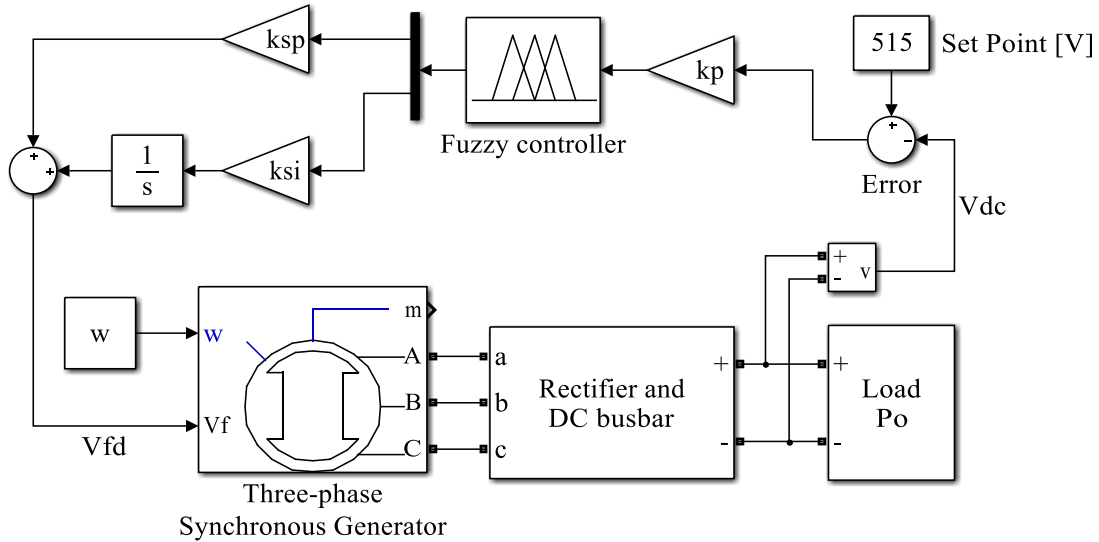 ksp
kp
515
Set Point [V]
+
-
Error
Fuzzy controller
+
+
1
s
ksi
Vdc
+
-
v
w
w
m
A
B
C
Vf
Vfd
Three-phase
Synchronous Generator
a
b
c
Rectifier and
DC busbar
+
-
+
-
Load
Po